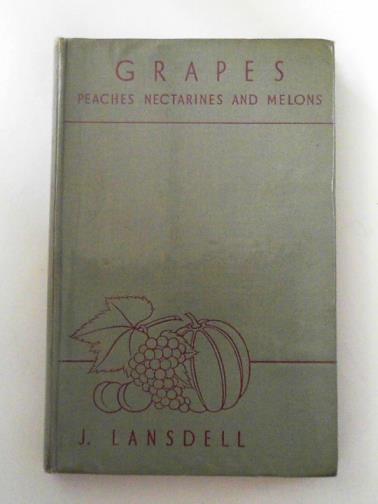 GRAPES
PEACHES NECTARINES AND MELONS
J. LANSDELL